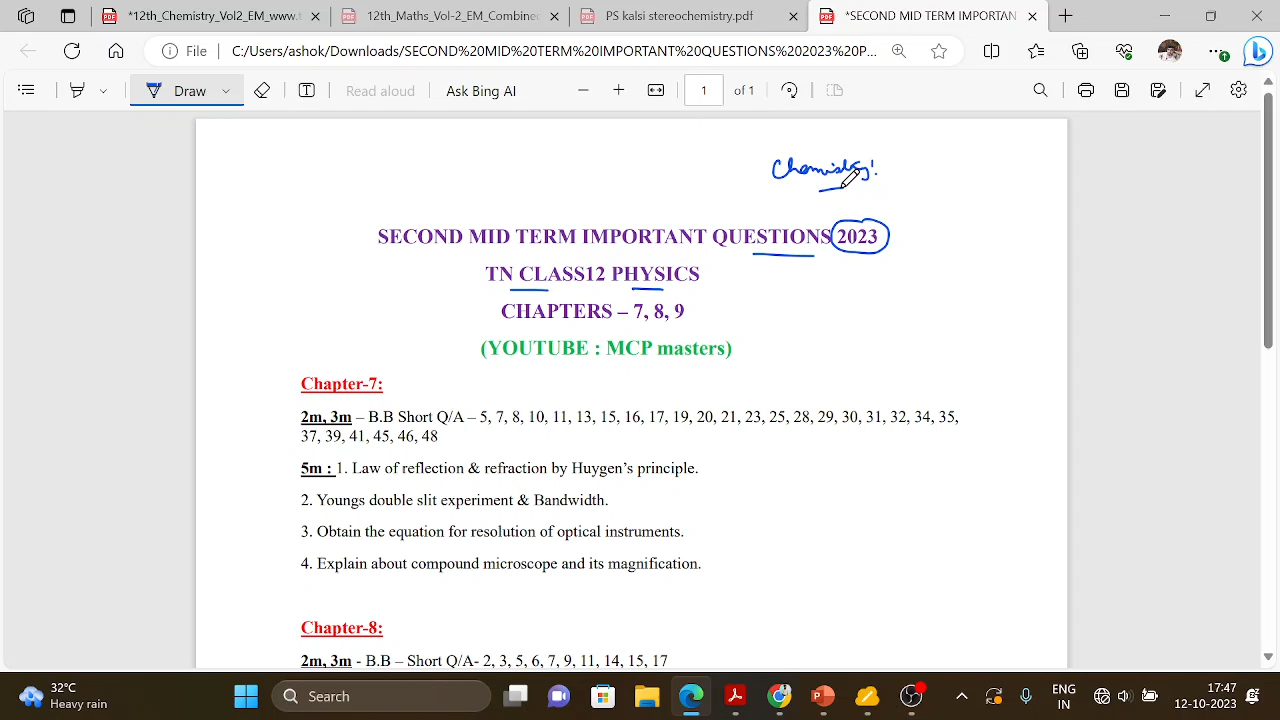 *12th_Chemistry_Vol2_EM_www.t
12th_Maths_Vol-2_EM_Combined
PS kalsi stereochemistry.pdf
*SECOND MID TERM IMPORTANT
File
C:/Users/ashok/Downloads/SECOND%20MID%20TERM%20IMPORTANT%20QUESTIONS%202023%20P...
Draw
Read aloud
Ask Bing AI
1
of 1
Chemistry!
SECOND MID TERM IMPORTANT QUESTIONS 2023
TN CLASS12 PHYSICS
CHAPTERS – 7, 8, 9
(YOUTUBE : MCP masters)
Chapter-7:
2m, 3m – B.B Short Q/A – 5, 7, 8, 10, 11, 13, 15, 16, 17, 19, 20, 21, 23, 25, 28, 29, 30, 31, 32, 34, 35,
37, 39, 41, 45, 46, 48
5m : 1. Law of reflection & refraction by Huygen’s principle.
2. Youngs double slit experiment & Bandwidth.
3. Obtain the equation for resolution of optical instruments.
4. Explain about compound microscope and its magnification.
Chapter-8:
2m, 3m - B.B – Short Q/A- 2, 3, 5, 6, 7, 9, 11, 14, 15, 17
32°C
Heavy rain
Search
ENG
IN
17:47
12-10-2023